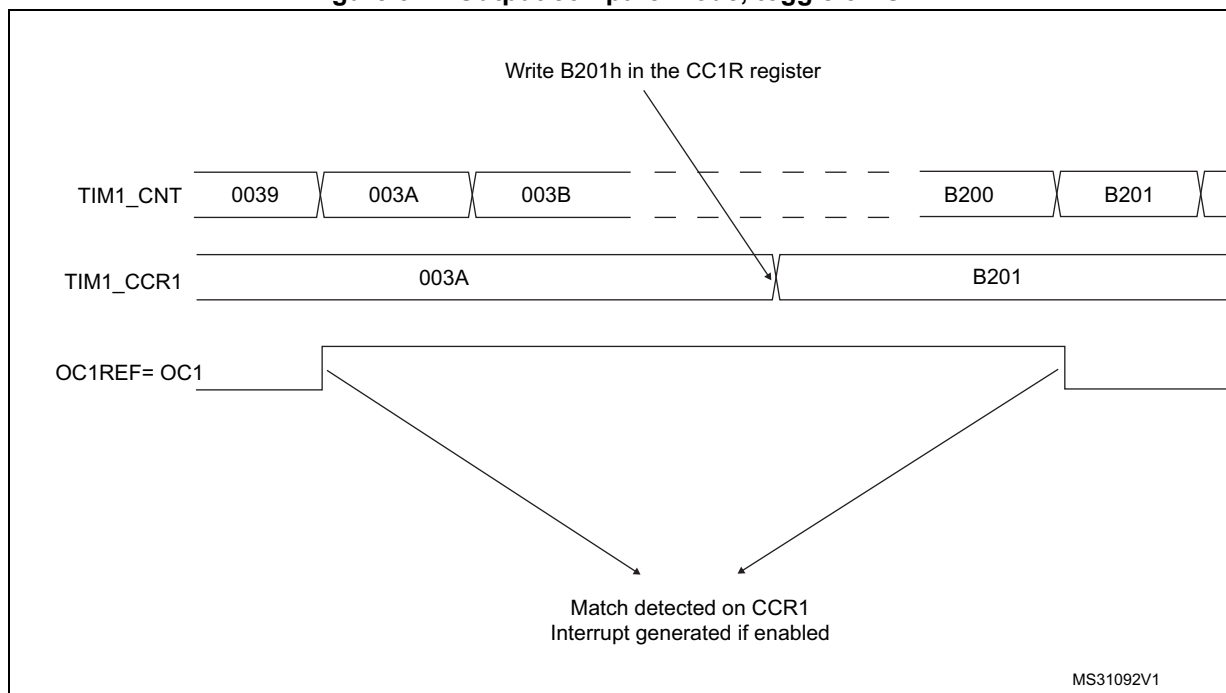 Write B201h in the CC1R register
TIM1_CNT 0039 003A 003B B200 B201
TIM1_CCR1 003A B201
OC1REF= OC1
Match detected on CCR1
Interrupt generated if enabled
MS31092V1